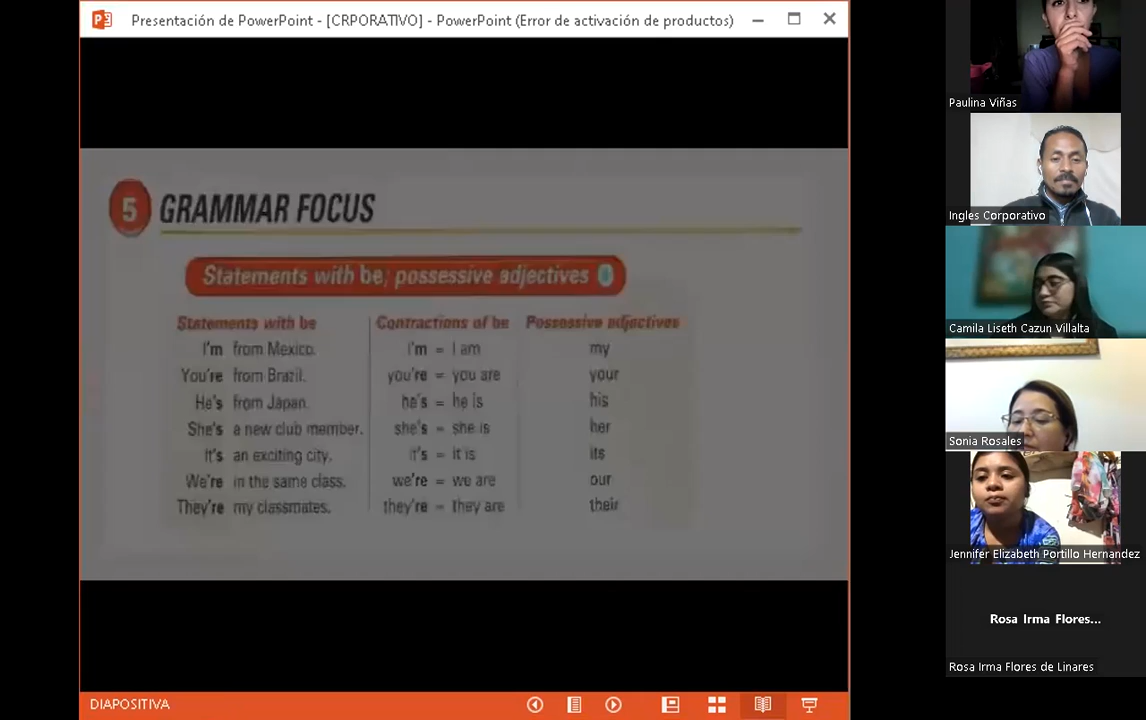 Presentación de PowerPoint - [CRPORATIVO] - PowerPoint (Error de activación de productos)
5 GRAMMAR FOCUS
Statements with be; possessive adjectives
Statements with be Contractions of be Possessive adjectives
I'm from Mexico. I'm = I am my
You're from Brazil. you're = you are your
He's from Japan. he's = he is his
She's a new club member. she's = she is her
It's an exciting city. it's = it is its
We're in the same class. we're = we are our
They're my classmates. they're = they are their
DIAPOSITIVA
Paulina Viñas
Ingles Corporativo
Camila Liseth Cazun Villalta
Sonia Rosales
Jennifer Elizabeth Portillo Hernandez
Rosa Irma Flores...
Rosa Irma Flores de Linares